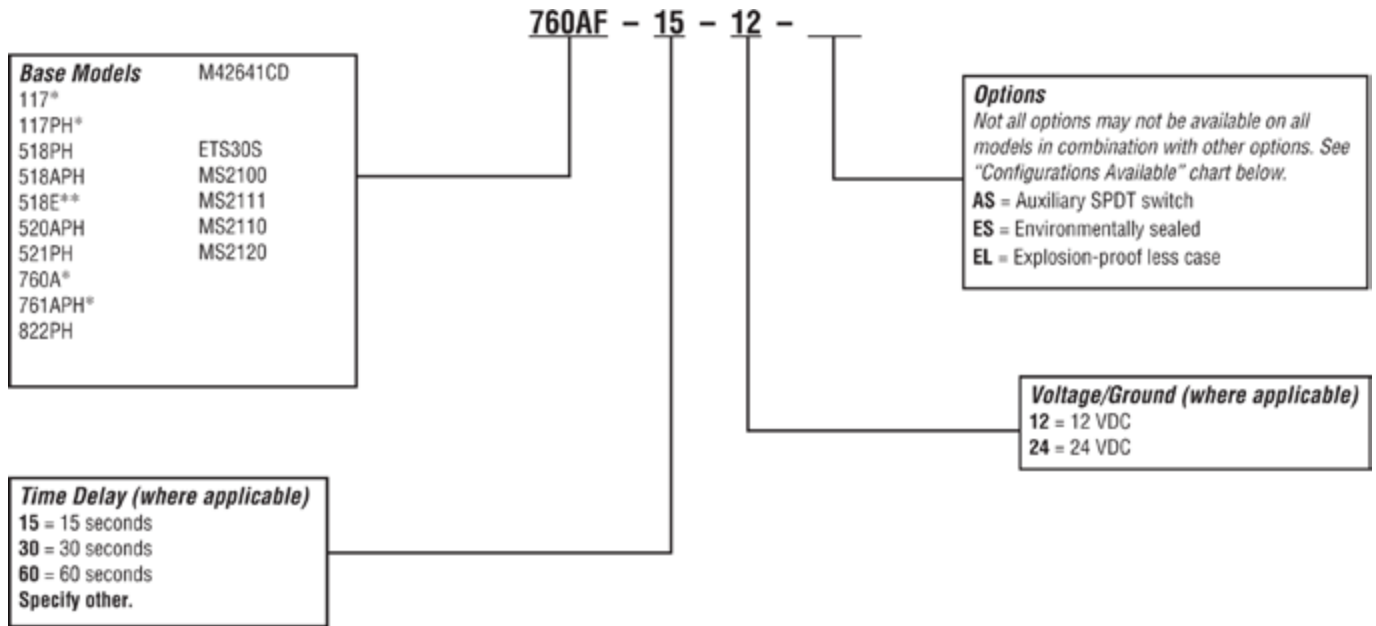 760AF – 15 – 12 –
Base Models M42641CD
117*
117PH*
518PH ETS30S
518APH MS2100
518E** MS2111
520APH MS2110
521PH MS2120
760A*
761APH*
822PH
Options
Not all options may not be available on all
models in combination with other options. See
"Configurations Available" chart below.
AS = Auxiliary SPDT switch
ES = Environmentally sealed
EL = Explosion-proof less case
Voltage/Ground (where applicable)
12 = 12 VDC
24 = 24 VDC
Time Delay (where applicable)
15 = 15 seconds
30 = 30 seconds
60 = 60 seconds
Specify other.